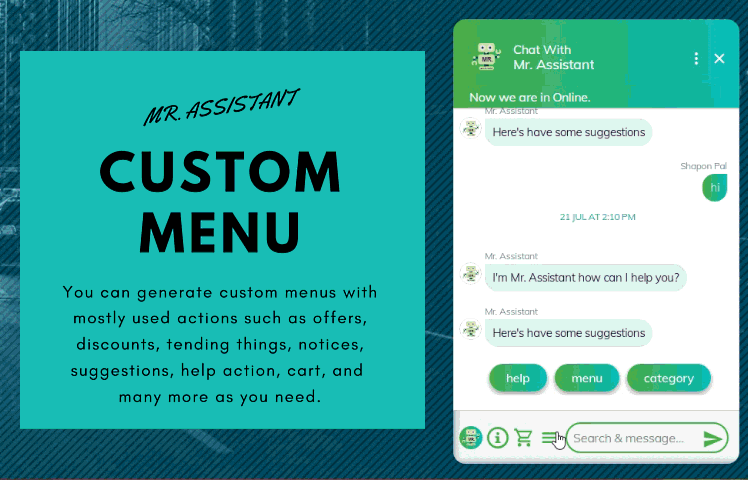 MR. ASSISTANT
CUSTOM
MENU
You can generate custom menus with
mostly used actions such as offers,
discounts, tending things, notices,
suggestions, help action, cart, and
many more as you need.
MR.
Chat With
Mr. Assistant
Now we are in Online.
Mr. Assistant
Here's have some suggestions
Shapon Pal
hi
21 JUL AT 2:10 PM
Mr. Assistant
I'm Mr. Assistant how can I help you?
Mr. Assistant
Here's have some suggestions
help
menu
category
Search & message...